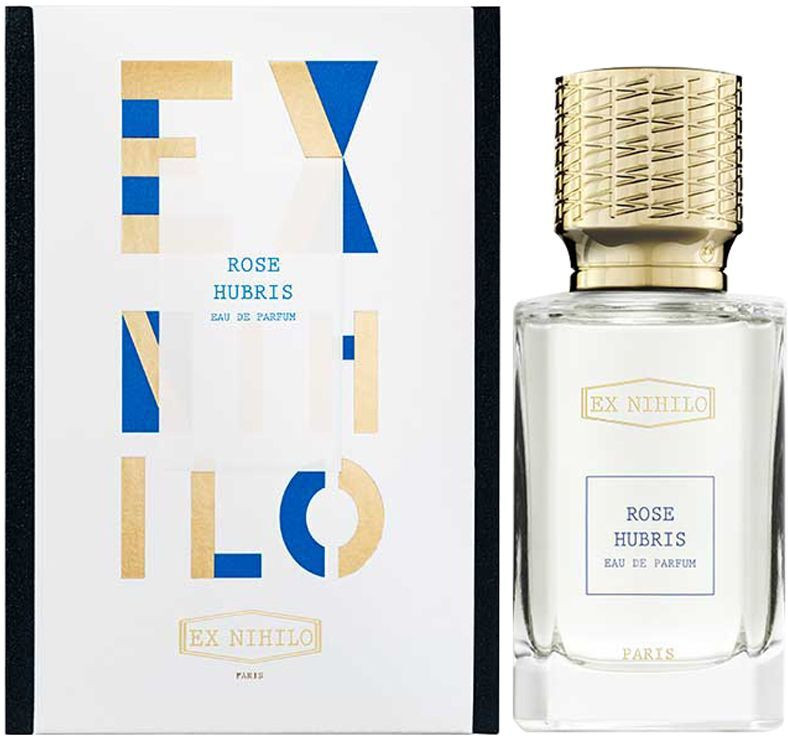 EX
NIHILO
ROSE
HUBRIS
EAU DE PARFUM
EX NIHILO
PARIS
EX NIHILO
ROSE
HUBRIS
EAU DE PARFUM
PARIS